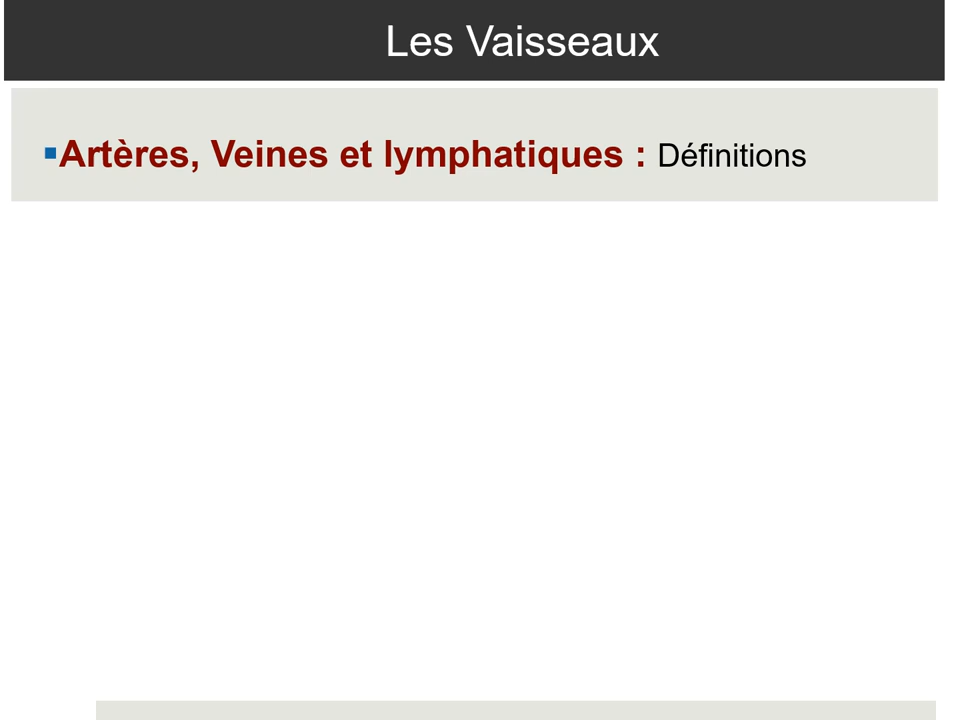 Les Vaisseaux
▪Artères, Veines et lymphatiques : Définitions